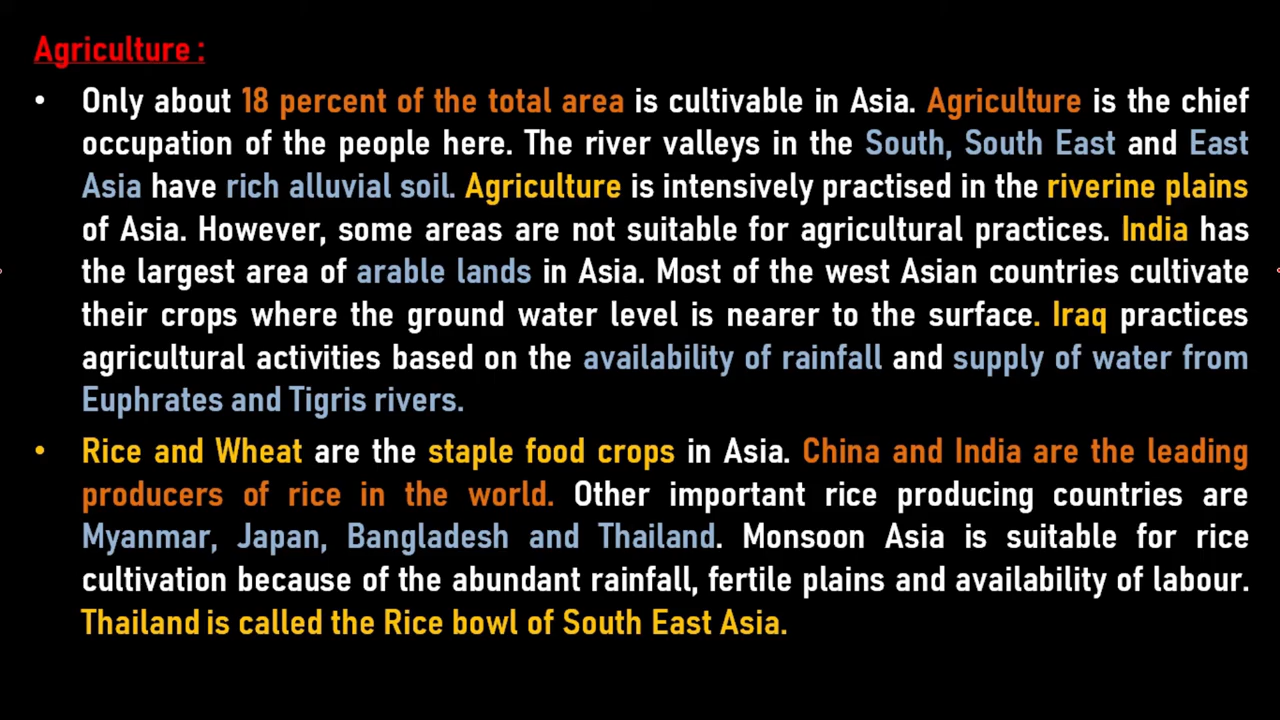 Agriculture :
• Only about 18 percent of the total area is cultivable in Asia. Agriculture is the chief
occupation of the people here. The river valleys in the South, South East and East
Asia have rich alluvial soil. Agriculture is intensively practised in the riverine plains
of Asia. However, some areas are not suitable for agricultural practices. India has
the largest area of arable lands in Asia. Most of the west Asian countries cultivate
their crops where the ground water level is nearer to the surface. Iraq practices
agricultural activities based on the availability of rainfall and supply of water from
Euphrates and Tigris rivers.
• Rice and Wheat are the staple food crops in Asia. China and India are the leading
producers of rice in the world. Other important rice producing countries are
Myanmar, Japan, Bangladesh and Thailand. Monsoon Asia is suitable for rice
cultivation because of the abundant rainfall, fertile plains and availability of labour.
Thailand is called the Rice bowl of South East Asia.